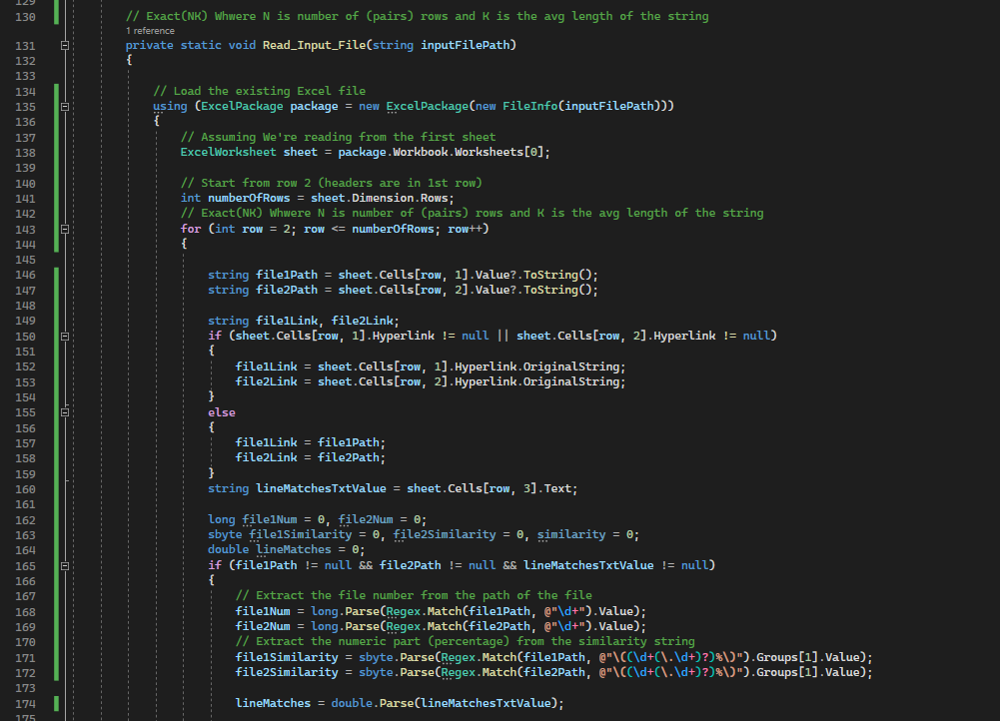 129
130 // Exact(NK) Whwere N is number of (pairs) rows and K is the avg length of the string
1 reference
131 private static void Read_Input_File(string inputFilePath)
132 {
133
134 // Load the existing Excel file
135 using (ExcelPackage package = new ExcelPackage(new FileInfo(inputFilePath)))
136 {
137 // Assuming We're reading from the first sheet
138 ExcelWorksheet sheet = package.Workbook.Worksheets[0];
139
140 // Start from row 2 (headers are in 1st row)
141 int numberOfRows = sheet.Dimension.Rows;
142 // Exact(NK) Whwere N is number of (pairs) rows and K is the avg length of the string
143 for (int row = 2; row <= numberOfRows; row++)
144 {
145
146 string file1Path = sheet.Cells[row, 1].Value?.ToString();
147 string file2Path = sheet.Cells[row, 2].Value?.ToString();
148
149 string file1Link, file2Link;
150 if (sheet.Cells[row, 1].Hyperlink != null || sheet.Cells[row, 2].Hyperlink != null)
151 {
152 file1Link = sheet.Cells[row, 1].Hyperlink.OriginalString;
153 file2Link = sheet.Cells[row, 2].Hyperlink.OriginalString;
154 }
155 else
156 {
157 file1Link = file1Path;
158 file2Link = file2Path;
159 }
160 string lineMatchesTxtValue = sheet.Cells[row, 3].Text;
161
162 long file1Num = 0, file2Num = 0;
163 sbyte file1Similarity = 0, file2Similarity = 0, similarity = 0;
164 double lineMatches = 0;
165 if (file1Path != null && file2Path != null && lineMatchesTxtValue != null)
166 {
167 // Extract the file number from the path of the file
168 file1Num = long.Parse(Regex.Match(file1Path, @"\d+").Value);
169 file2Num = long.Parse(Regex.Match(file2Path, @"\d+").Value);
170 // Extract the numeric part (percentage) from the similarity string
171 file1Similarity = sbyte.Parse(Regex.Match(file1Path, @"\((\d+(\.\d+)?)%\)").Groups[1].Value);
172 file2Similarity = sbyte.Parse(Regex.Match(file2Path, @"\((\d+(\.\d+)?)%\)").Groups[1].Value);
173
174 lineMatches = double.Parse(lineMatchesTxtValue);
175